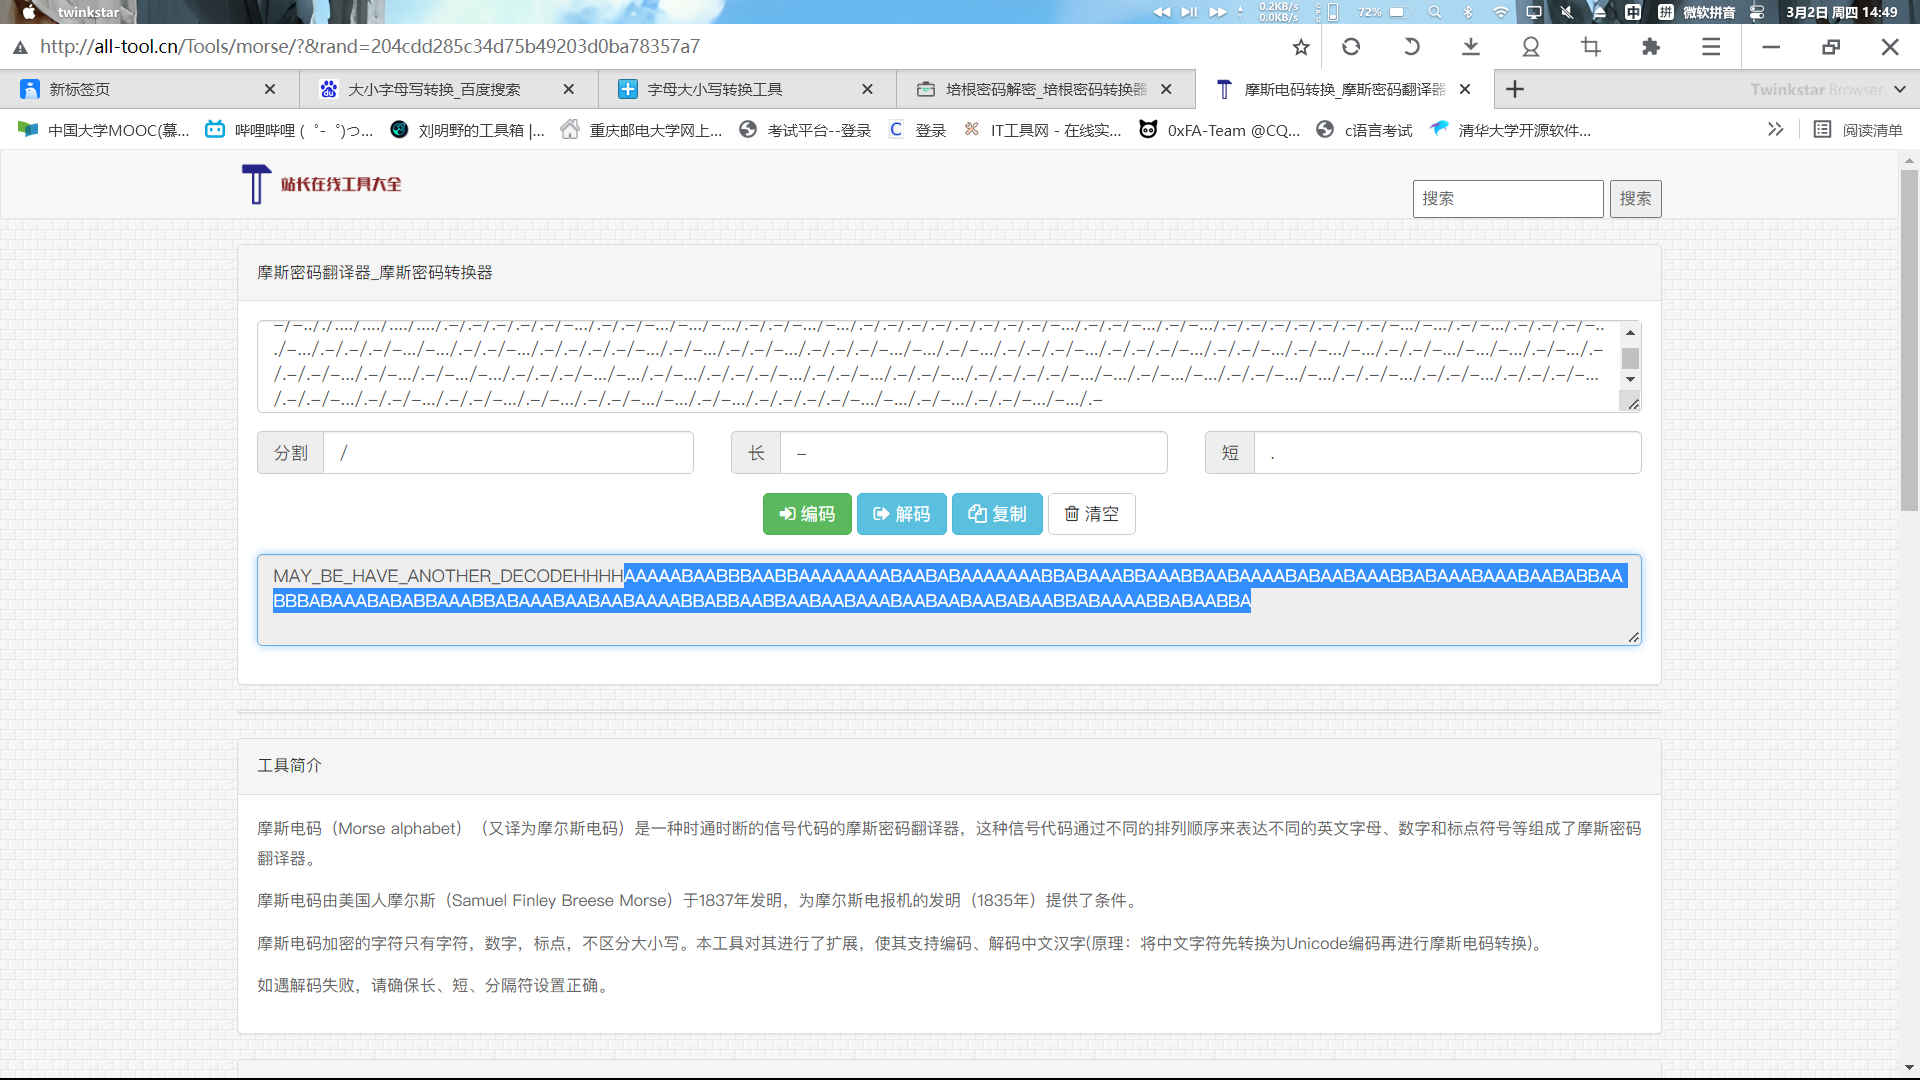 twinkstar
0.2KB/s
0.0KB/s
72%
中 拼 微软拼音 3月2日 周四 14:49
http://all-tool.cn/Tools/morse/?&rand=204cdd285c34d75b49203d0ba78357a7
新标签页
大小字母写转换_百度搜索
字母大小写转换工具
培根密码解密_培根密码转换器
摩斯电码转换_摩斯密码翻译器
Twinkstar Browser
中国大学MOOC(慕...
哔哩哔哩 ( ゜- ゜)つ...
刘明野的工具箱 |...
重庆邮电大学网上...
考试平台--登录
登录
IT工具网 - 在线实...
0xFA-Team @CQ...
c语言考试
清华大学开源软件...
阅读清单
站长在线工具大全
搜索
搜索
摩斯密码翻译器_摩斯密码转换器
分割 /
长 –
短 .
编码
解码
复制
清空
MAY_BE_HAVE_ANOTHER_DECODEHHHH
工具简介
摩斯电码（Morse alphabet）（又译为摩尔斯电码）是一种时通时断的信号代码的摩斯密码翻译器，这种信号代码通过不同的排列顺序来表达不同的英文字母、数字和标点符号等组成了摩斯密码
翻译器。
摩斯电码由美国人摩尔斯（Samuel Finley Breese Morse）于1837年发明，为摩尔斯电报机的发明（1835年）提供了条件。
摩斯电码加密的字符只有字符，数字，标点，不区分大小写。本工具对其进行了扩展，使其支持编码、解码中文汉字(原理：将中文字符先转换为Unicode编码再进行摩斯电码转换)。
如遇解码失败，请确保长、短、分隔符设置正确。